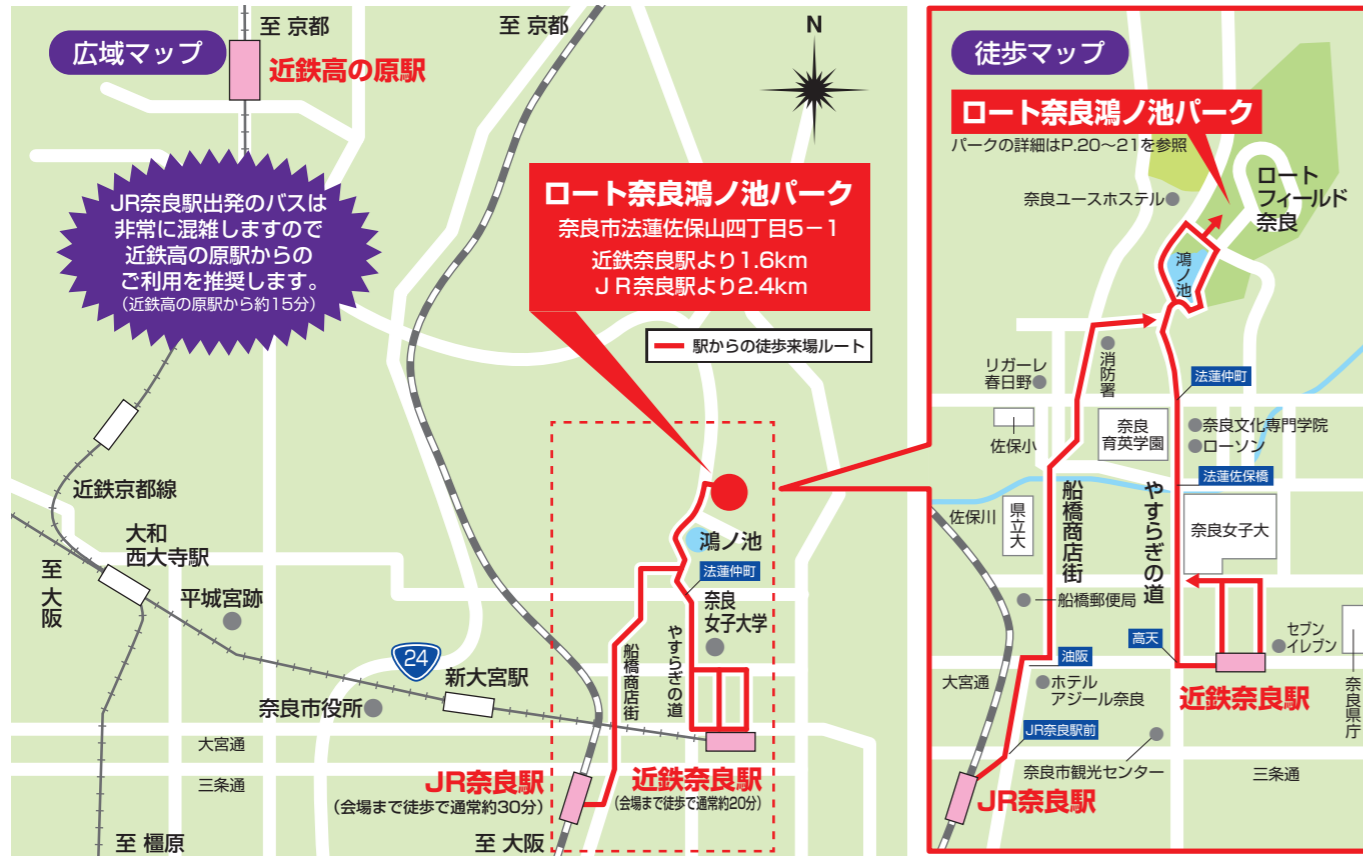 広域マップ
至 京都
至 京都
N
近鉄高の原駅
JR奈良駅出発のバスは
非常に混雑しますので
近鉄高の原駅からの
ご利用を推奨します。
(近鉄高の原駅から約15分)
ロート奈良鴻ノ池パーク
奈良市法蓮佐保山四丁目5−1
近鉄奈良駅より1.6km
JR奈良駅より2.4km
駅からの徒歩来場ルート
近鉄京都線
大和
西大寺駅
至 大阪
平城宮跡
24
新大宮駅
奈良市役所
大宮通
三条通
鴻ノ池
法蓮仲町
奈良
女子大学
船橋商店街
やすらぎの道
JR奈良駅
(会場まで徒歩で通常約30分)
近鉄奈良駅
(会場まで徒歩で通常約20分)
至 橿原
至 大阪
徒歩マップ
ロート奈良鴻ノ池パーク
パークの詳細はP.20〜21を参照
奈良ユースホステル
ロート
フィールド
奈良
鴻ノ池
消防署
リガーレ
春日野
法蓮仲町
佐保小
奈良
育英学園
奈良文化専門学院
ローソン
法蓮佐保橋
佐保川
県立大
船橋商店街
やすらぎの道
奈良女子大
船橋郵便局
高天
セブン
イレブン
油阪
大宮通
ホテル
アジール奈良
近鉄奈良駅
奈良県庁
JR奈良駅前
奈良市観光センター
三条通
JR奈良駅